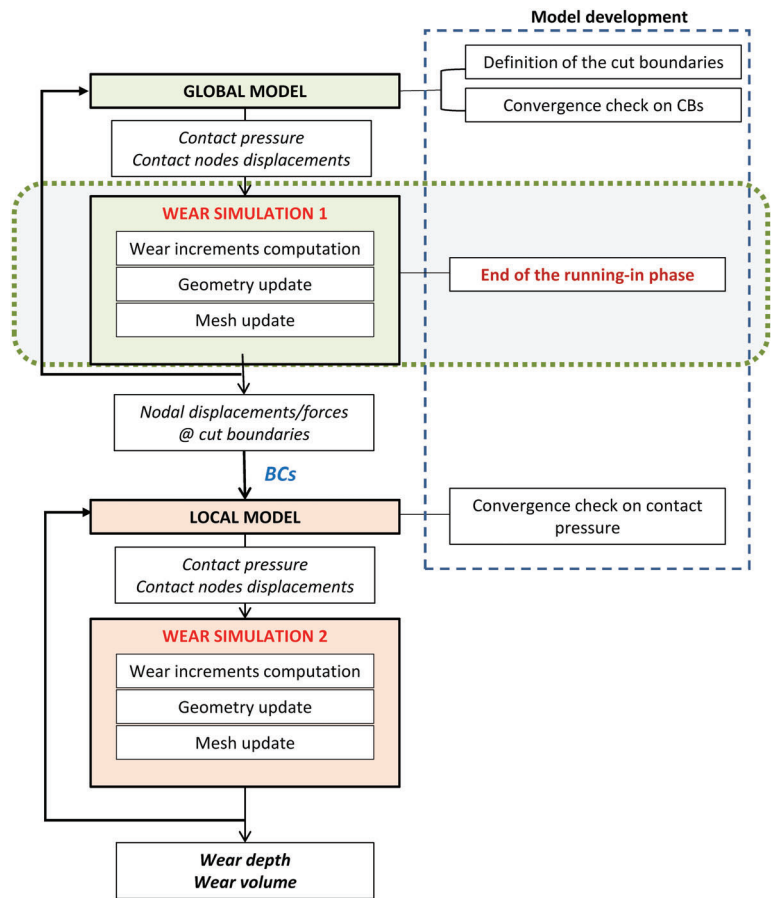 Model development
Definition of the cut boundaries
GLOBAL MODEL
Convergence check on CBs
Contact pressure
Contact nodes displacements
WEAR SIMULATION 1
Wear increments computation
Geometry update
End of the running-in phase
Mesh update
Nodal displacements/forces
@ cut boundaries
BCs
LOCAL MODEL
Convergence check on contact
pressure
Contact pressure
Contact nodes displacements
WEAR SIMULATION 2
Wear increments computation
Geometry update
Mesh update
Wear depth
Wear volume